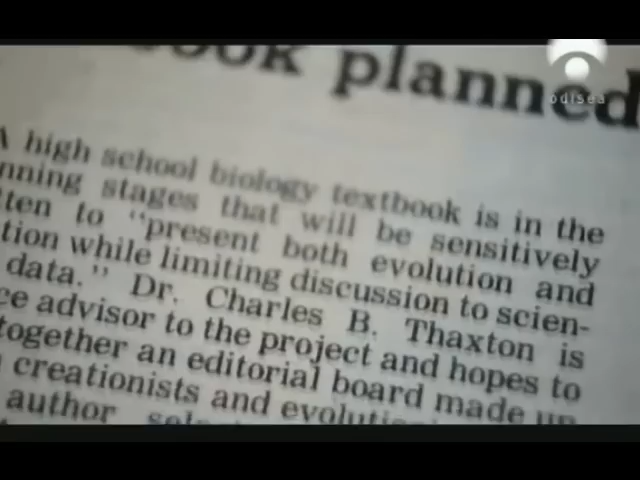 book planned
odisea
A high school biology textbook is in the
nning stages that will be sensitively
tten to "present both evolution and
tion while limiting discussion to scien-
data." Dr. Charles B. Thaxton is
ce advisor to the project and hopes to
together an editorial board made up
creationists and
author